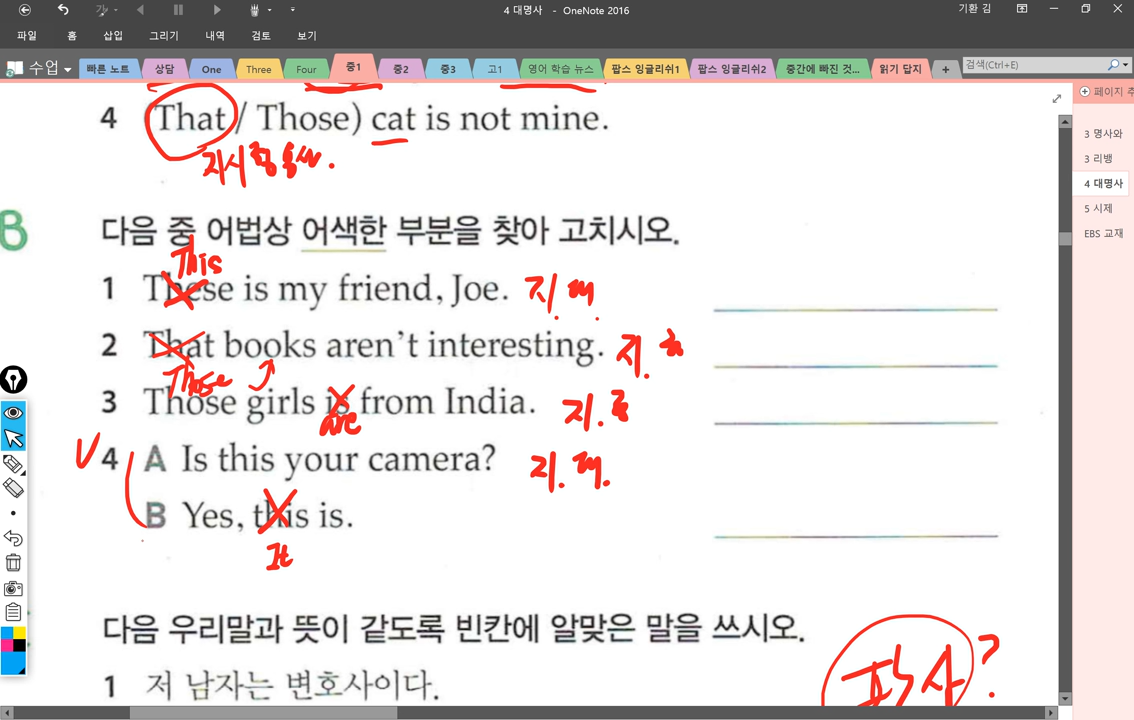 4 대명사 - OneNote 2016
기환 김
파일 홈 삽입 그리기 내역 검토 보기
수업 빠른 노트 상담 One Three Four 중1 중2 중3 고1 영어 학습 뉴스 팝스 잉글리쉬1 팝스 잉글리쉬2 중간에 빠진 것... 읽기 답지 + 검색(Ctrl+E)
페이지 추
3 명사와
3 리뱅
4 대명사
5 시제
EBS 교재
4 (That / Those) cat is not mine.
지시형용사.
B 다음 중 어법상 어색한 부분을 찾아 고치시오.
This
1 These is my friend, Joe. 지. 대.
2 That books aren't interesting. 지. 형
Those
3 Those girls is from India. 지. 형
are
4 A Is this your camera? 지. 대.
B Yes, this is.
It
다음 우리말과 뜻이 같도록 빈칸에 알맞은 말을 쓰시오.
1 저 남자는 변호사이다.
?